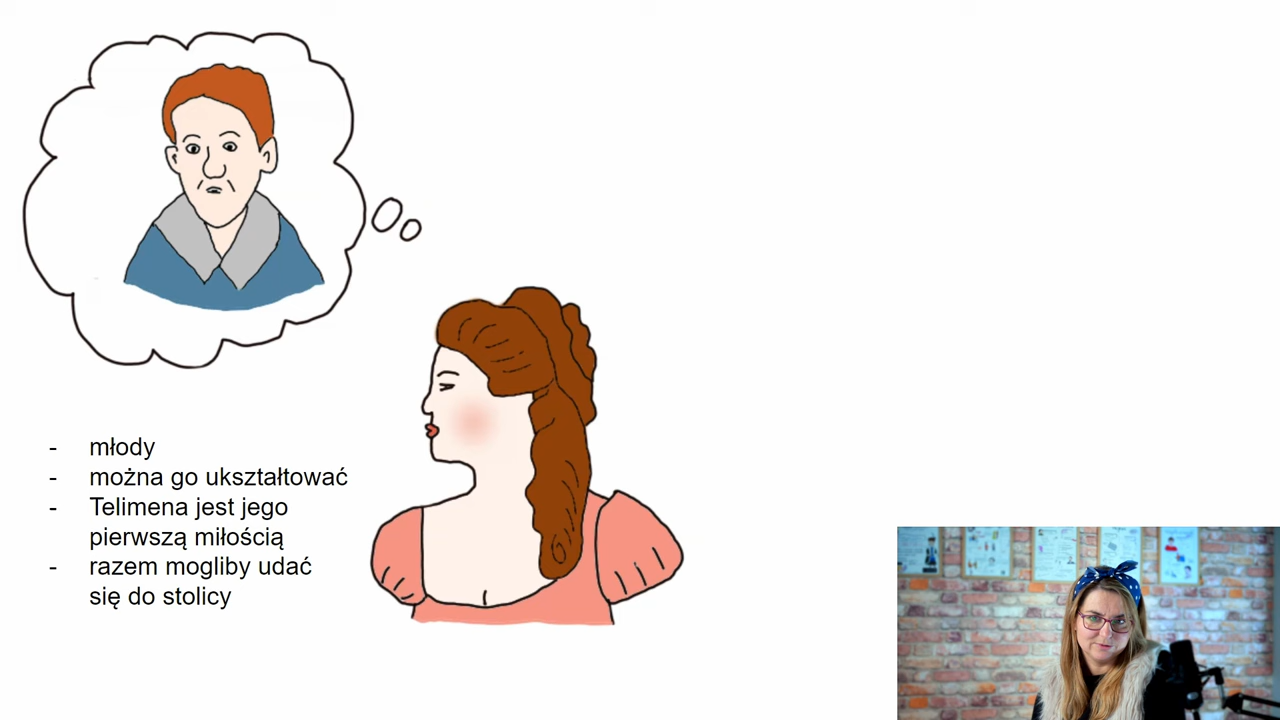 - młody
- można go ukształtować
- Telimena jest jego
pierwszą miłością
- razem mogliby udać
się do stolicy